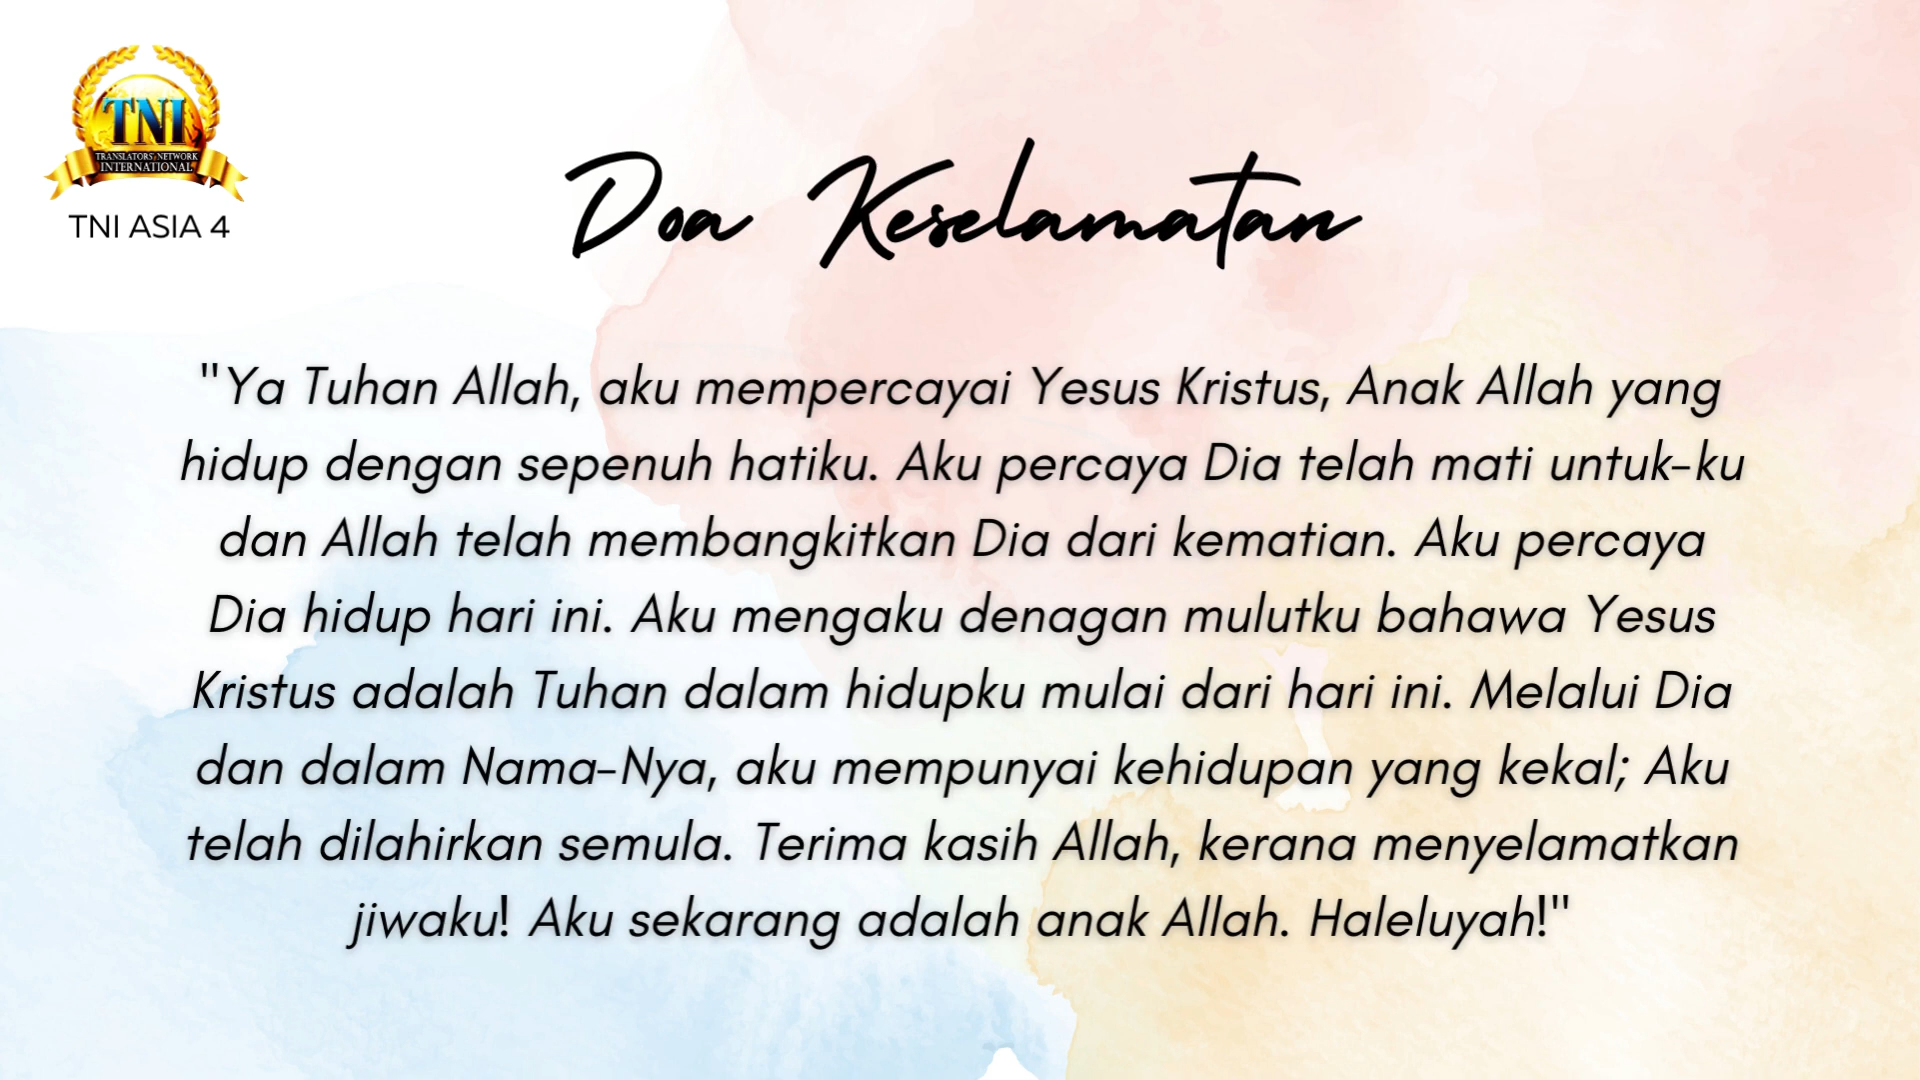 TNI
TRANSLATORS' NETWORK
INTERNATIONAL
TNI ASIA 4
Doa Keselamatan
"Ya Tuhan Allah, aku mempercayai Yesus Kristus, Anak Allah yang
hidup dengan sepenuh hatiku. Aku percaya Dia telah mati untuk-ku
dan Allah telah membangkitkan Dia dari kematian. Aku percaya
Dia hidup hari ini. Aku mengaku denagan mulutku bahawa Yesus
Kristus adalah Tuhan dalam hidupku mulai dari hari ini. Melalui Dia
dan dalam Nama-Nya, aku mempunyai kehidupan yang kekal; Aku
telah dilahirkan semula. Terima kasih Allah, kerana menyelamatkan
jiwaku! Aku sekarang adalah anak Allah. Haleluyah!"